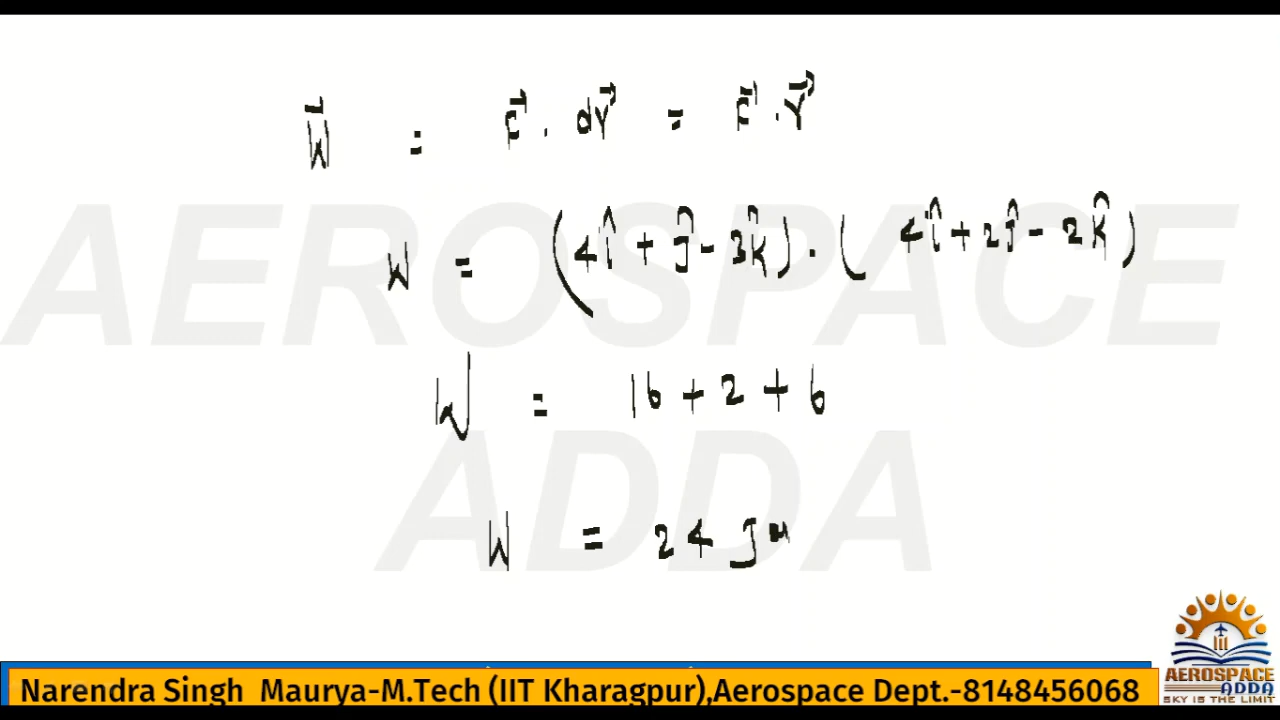 W⃗ = F⃗ . dr⃗ = F⃗ . r⃗
W = (4î + ĵ - 3k̂) . (4î + 2ĵ - 2k̂)
W = 16 + 2 + 6
W = 24 J
AEROSPACE
ADDA
Narendra Singh Maurya-M.Tech (IIT Kharagpur),Aerospace Dept.-8148456068
AEROSPACE
ADDA
SKY IS THE LIMIT